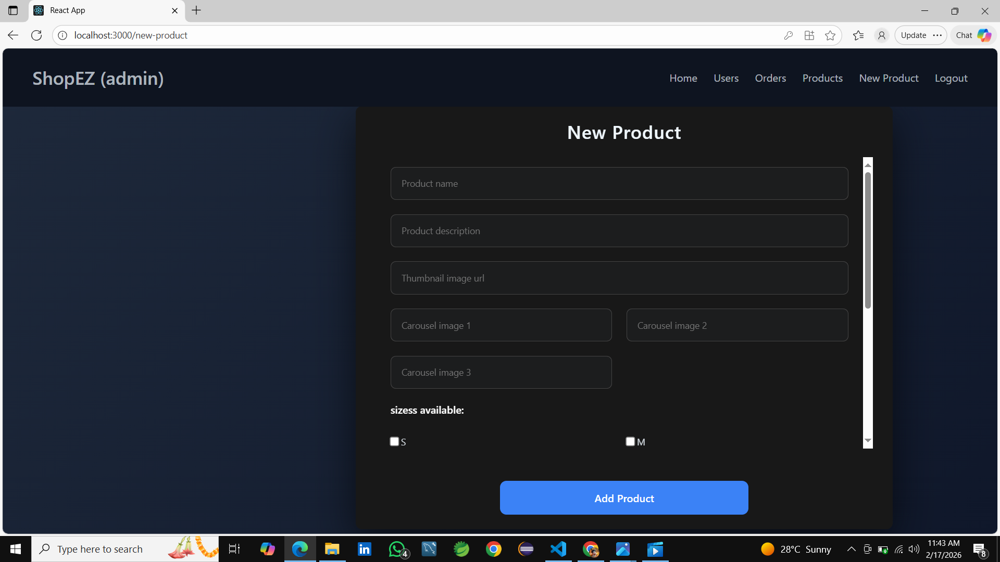 React App
localhost:3000/new-product
Update
Chat
ShopEZ (admin)
Home Users Orders Products New Product Logout
New Product
Product name
Product description
Thumbnail image url
Carousel image 1 Carousel image 2
Carousel image 3
sizess available:
S M
Add Product
Type here to search
4
28°C Sunny
11:43 AM
2/17/2026
8